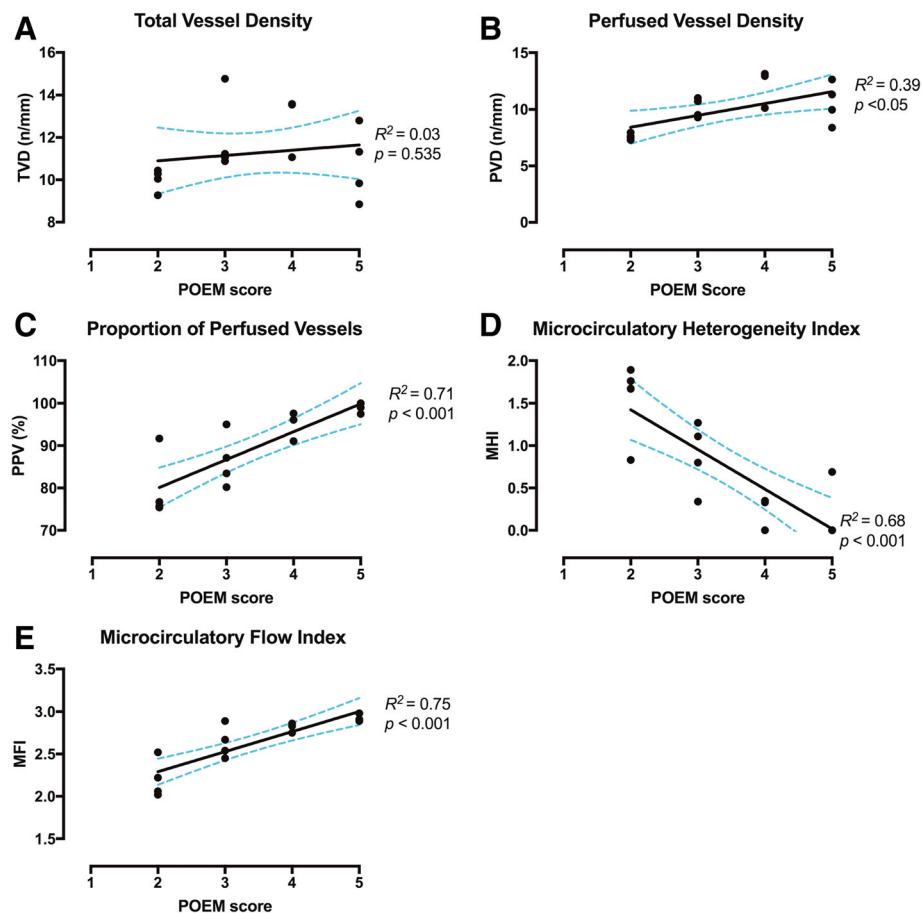 A
Total Vessel Density
16
14
12
10
8
TVD (n/mm)
R² = 0.03
p = 0.535
1 2 3 4 5
POEM score
B
Perfused Vessel Density
15
10
5
0
PVD (n/mm)
R² = 0.39
p <0.05
1 2 3 4 5
POEM Score
C
Proportion of Perfused Vessels
110
100
90
80
70
PPV (%)
R² = 0.71
p < 0.001
1 2 3 4 5
POEM score
D
Microcirculatory Heterogeneity Index
2.0
1.5
1.0
0.5
0.0
MHI
R² = 0.68
p < 0.001
1 2 3 4 5
POEM score
E
Microcirculatory Flow Index
3.5
3.0
2.5
2.0
1.5
MFI
R² = 0.75
p < 0.001
1 2 3 4 5
POEM score